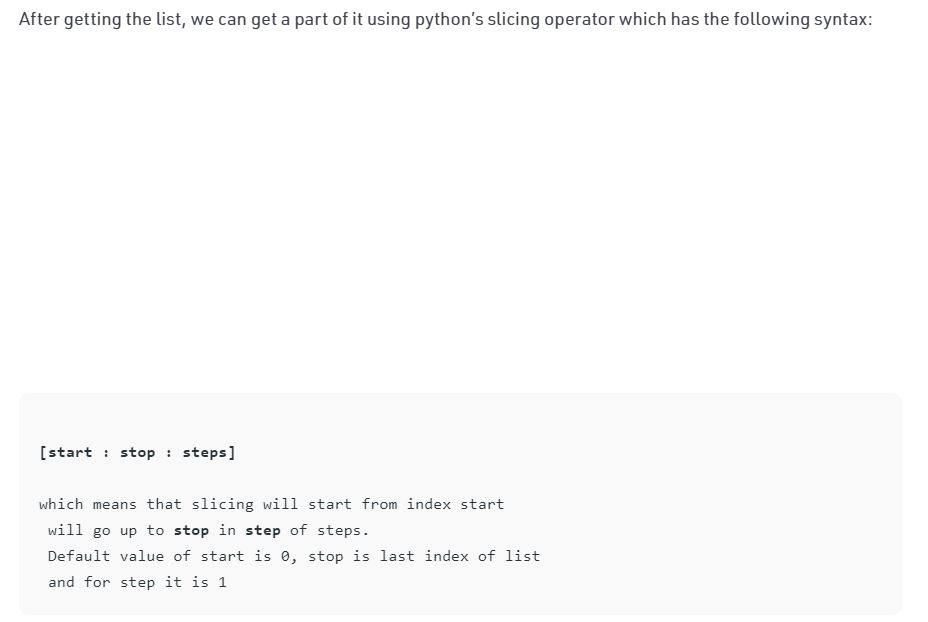 After getting the list, we can get a part of it using python's slicing operator which has the following syntax:
[start : stop : steps]
which means that slicing will start from index start
will go up to stop in step of steps.
Default value of start is 0, stop is last index of list
and for step it is 1